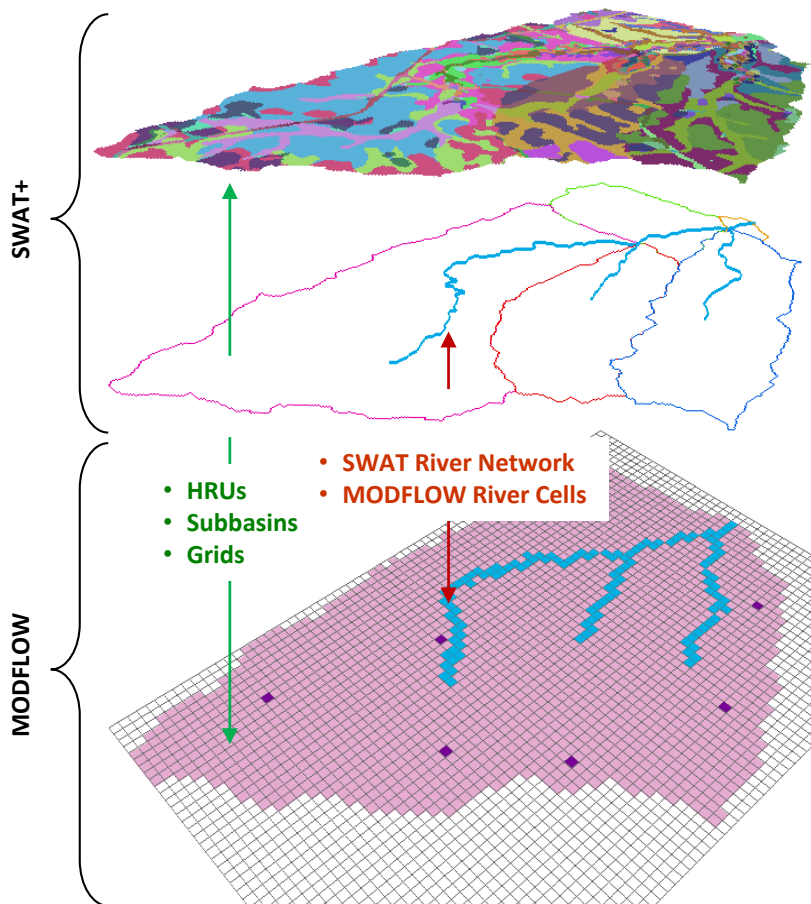 SWAT+
• SWAT River Network
• MODFLOW River Cells
• HRUs
• Subbasins
• Grids
MODFLOW